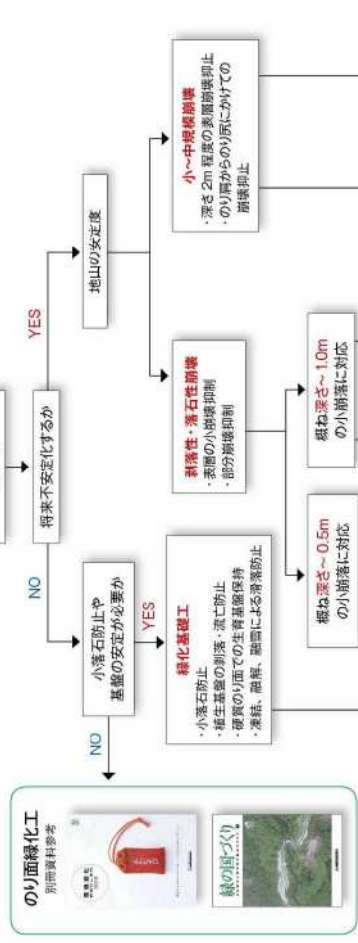 将来不安定化するか
NO
YES
小落石防止や
基盤の安定が必要か
地山の安定度
NO
YES
のり面緑化工
別冊資料参考
緑の国づくり
緑化基礎工
・小落石防止
・植生基盤の剥落・流亡防止
・硬質のり面での生育基盤保持
・凍結、融解、融雪による滑落防止
剥落性・落石性崩壊
・表層の小崩壊抑制
・部分崩壊抑制
小～中規模崩壊
・深さ 2m 程度の表層崩壊抑止
・のり肩からのり尻にかけての
崩壊抑止
概ね深さ～ 0.5m
の小崩落に対応
概ね深さ～ 1.0m
の小崩落に対応